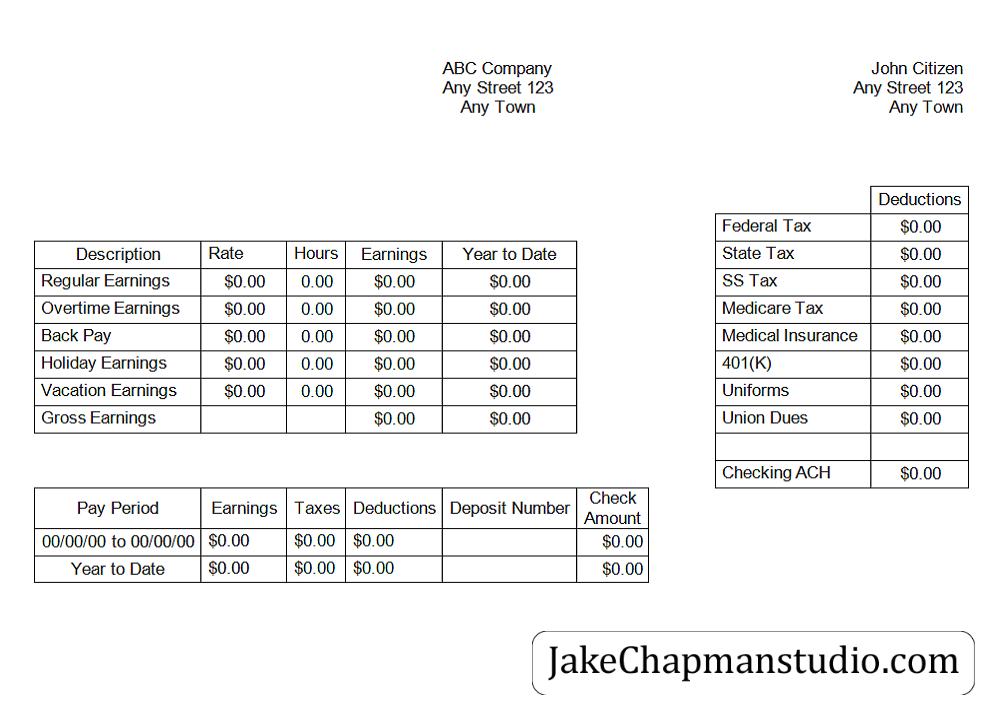 ABC Company
Any Street 123
Any Town
John Citizen
Any Street 123
Any Town
Description Rate Hours Earnings Year to Date
Regular Earnings $0.00 0.00 $0.00 $0.00
Overtime Earnings $0.00 0.00 $0.00 $0.00
Back Pay $0.00 0.00 $0.00 $0.00
Holiday Earnings $0.00 0.00 $0.00 $0.00
Vacation Earnings $0.00 0.00 $0.00 $0.00
Gross Earnings $0.00 $0.00
Deductions
Federal Tax $0.00
State Tax $0.00
SS Tax $0.00
Medicare Tax $0.00
Medical Insurance $0.00
401(K) $0.00
Uniforms $0.00
Union Dues $0.00
Checking ACH $0.00
Pay Period Earnings Taxes Deductions Deposit Number Check Amount
00/00/00 to 00/00/00 $0.00 $0.00 $0.00 $0.00
Year to Date $0.00 $0.00 $0.00 $0.00
JakeChapmanstudio.com